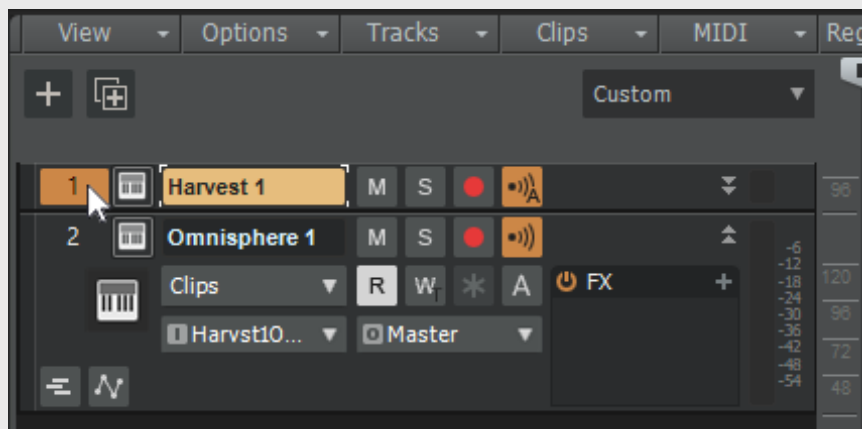 View Options Tracks Clips MIDI Reg
Custom
1 Harvest 1 M S A
96
2 Omnisphere 1 M S
Clips R W T A FX
I Harvst10... O Master
-6
-12
-18
-24
-30
-36
-42
-48
-54
120
96
72
48